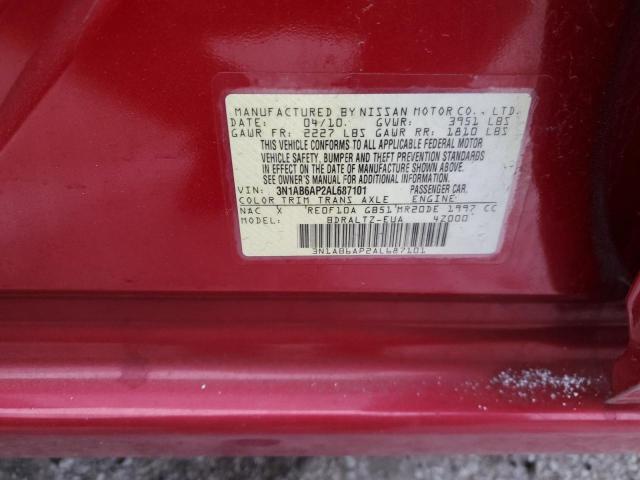 MANUFACTURED BY NISSAN MOTOR CO., LTD.
DATE: 04/10 GVWR: 3951 LBS
GAWR FR: 2227 LBS GAWR RR: 1810 LBS
THIS VEHICLE CONFORMS TO ALL APPLICABLE FEDERAL MOTOR
VEHICLE SAFETY, BUMPER AND THEFT PREVENTION STANDARDS
IN EFFECT ON THE DATE OF MANUFACTURE SHOWN ABOVE.
SEE OWNER'S MANUAL FOR ADDITIONAL INFORMATION
VIN: 3N1AB6AP2AL687101 PASSENGER CAR.
COLOR TRIM TRANS AXLE ENGINE
NAC X REOF10A GB51 MR20DE 1997 CC
BDRALTZ-EUA 4Z000
3N1AB6AP2AL687101